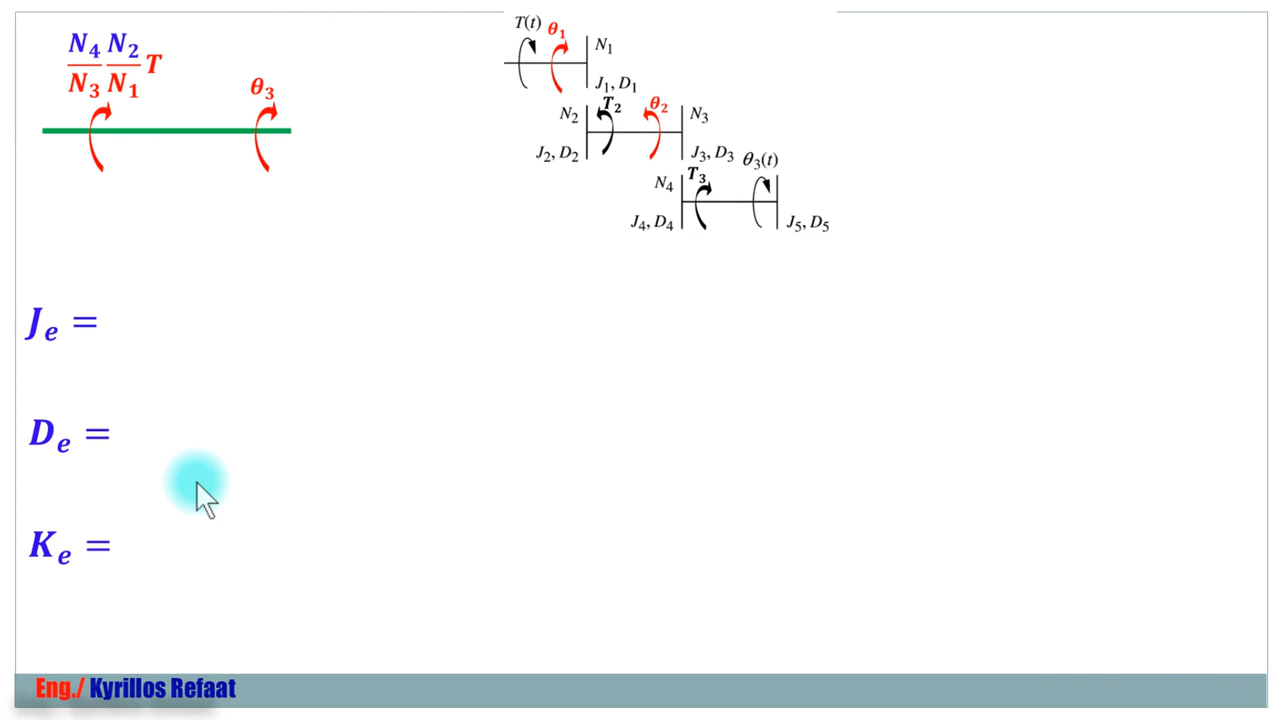 N₄ N₂
N₃ N₁ T
θ₃
T(t) θ₁
N₁
J₁, D₁
N₂ T₂ θ₂ N₃
J₂, D₂ J₃, D₃ θ₃(t)
N₄ T₃
J₄, D₄ J₅, D₅
Jₑ =
Dₑ =
Kₑ =
Eng./ Kyrillos Refaat